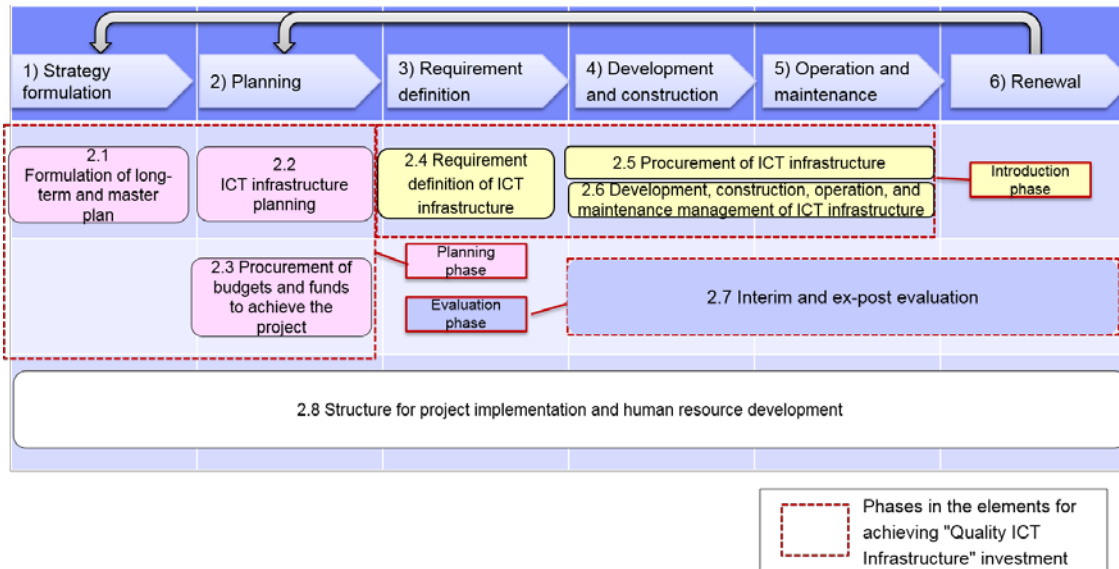 1) Strategy
formulation
2) Planning
3) Requirement
definition
4) Development
and construction
5) Operation and
maintenance
6) Renewal
2.1
Formulation of long-
term and master
plan
2.2
ICT infrastructure
planning
2.4 Requirement
definition of ICT
infrastructure
2.5 Procurement of ICT infrastructure
2.6 Development, construction, operation, and
maintenance management of ICT infrastructure
Introduction
phase
2.3 Procurement of
budgets and funds
to achieve the
project
Planning
phase
Evaluation
phase
2.7 Interim and ex-post evaluation
2.8 Structure for project implementation and human resource development
Phases in the elements for
achieving "Quality ICT
Infrastructure" investment